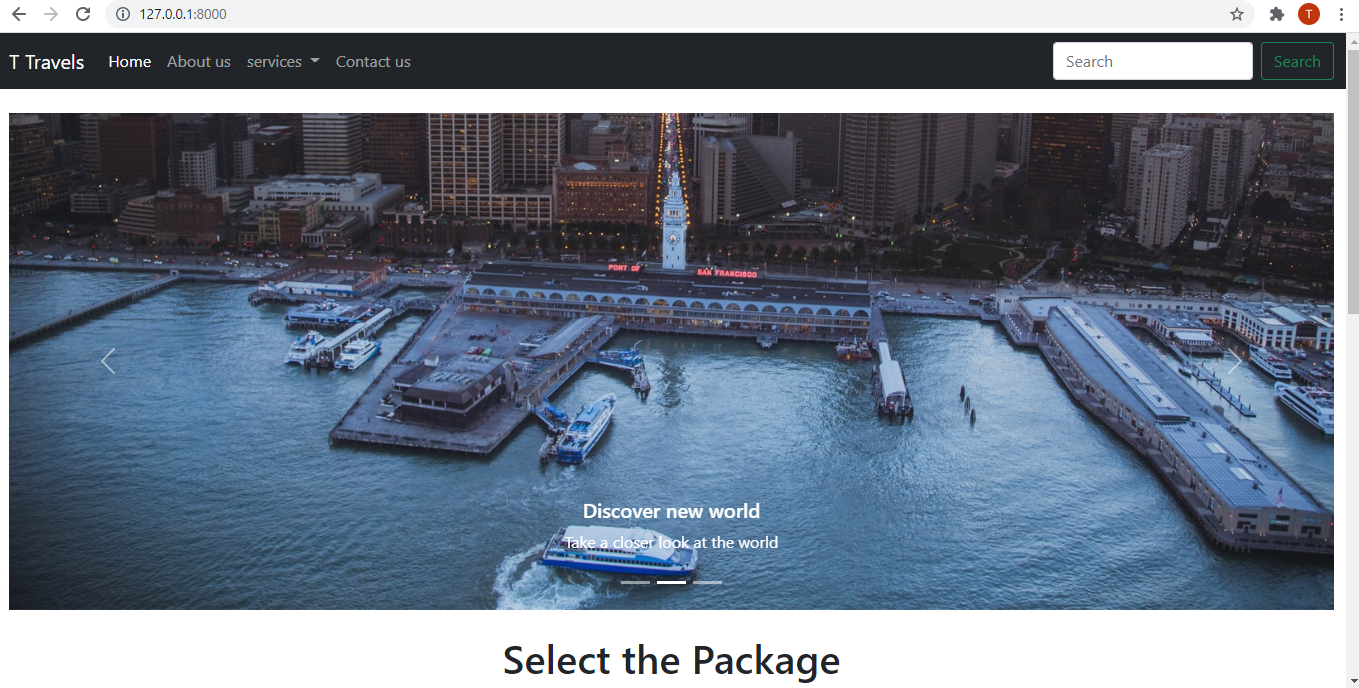 127.0.0.1:8000
T
T Travels Home About us services Contact us Search Search
PORT OF SAN FRANCISCO
Discover new world
Take a closer look at the world
Select the Package